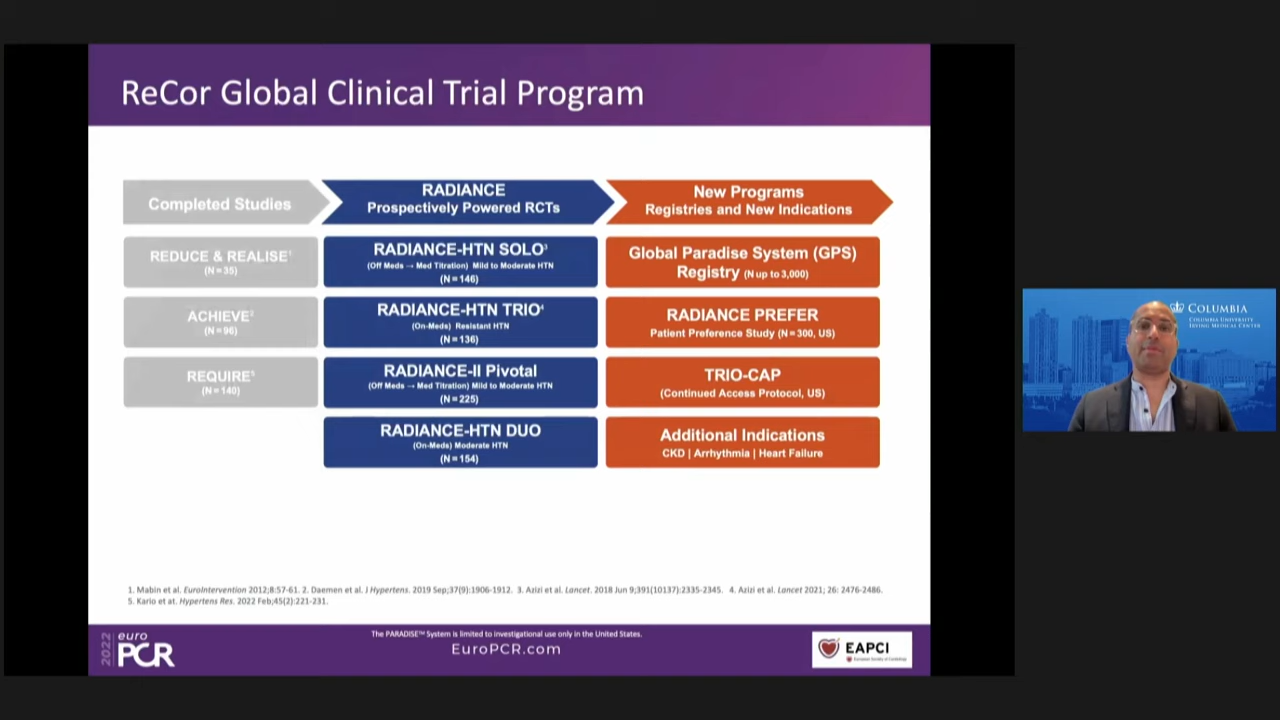 ReCor Global Clinical Trial Program
Completed Studies
RADIANCE
Prospectively Powered RCTs
New Programs
Registries and New Indications
REDUCE & REALISE¹
(N = 35)
RADIANCE-HTN SOLO³
(Off Meds → Med Titration) Mild to Moderate HTN
(N = 146)
Global Paradise System (GPS)
Registry (N up to 3,000)
ACHIEVE²
(N = 96)
RADIANCE-HTN TRIO⁴
(On-Meds) Resistant HTN
(N = 136)
RADIANCE PREFER
Patient Preference Study (N = 300, US)
REQUIRE⁵
(N = 140)
RADIANCE-II Pivotal
(Off Meds → Med Titration) Mild to Moderate HTN
(N = 225)
TRIO-CAP
(Continued Access Protocol, US)
RADIANCE-HTN DUO
(On-Meds) Moderate HTN
(N = 154)
Additional Indications
CKD | Arrhythmia | Heart Failure
1. Mabin et al. EuroIntervention 2012;8:57-61. 2. Daemen et al. J Hypertens. 2019 Sep;37(9):1906-1912. 3. Azizi et al. Lancet. 2018 Jun 9;391(10137):2335-2345. 4. Azizi et al. Lancet 2021; 26: 2476-2486.
5. Kario et at. Hypertens Res. 2022 Feb;45(2):221-231.
2022
euro
PCR
The PARADISE™ System is limited to investigational use only in the United States.
EuroPCR.com
EAPCI
European Society of Cardiology
COLUMBIA
COLUMBIA UNIVERSITY
IRVING MEDICAL CENTER